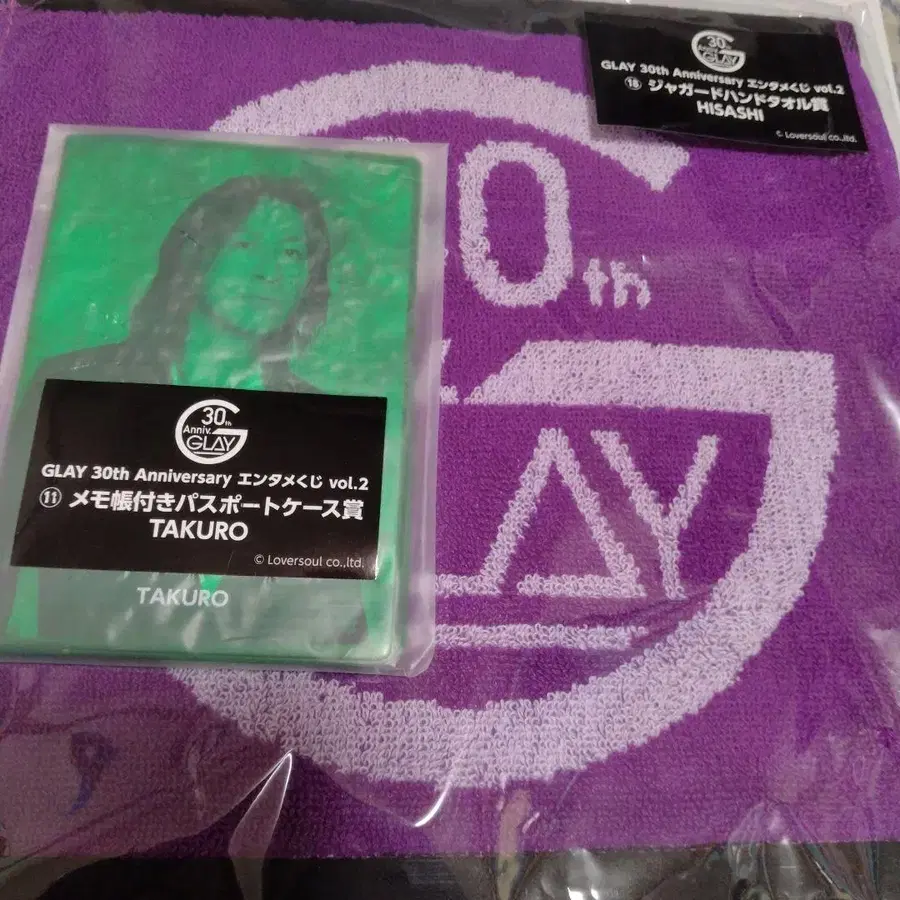 30th
Anniv.
GLAY
GLAY 30th Anniversary エンタメくじ vol.2
⑱ ジャガードハンドタオル賞
HISASHI
© Loversoul co.,ltd.
0th
AY
30th
Anniv.
GLAY
GLAY 30th Anniversary エンタメくじ vol.2
⑪ メモ帳付きパスポートケース賞
TAKURO
© Loversoul co.,ltd.
TAKURO